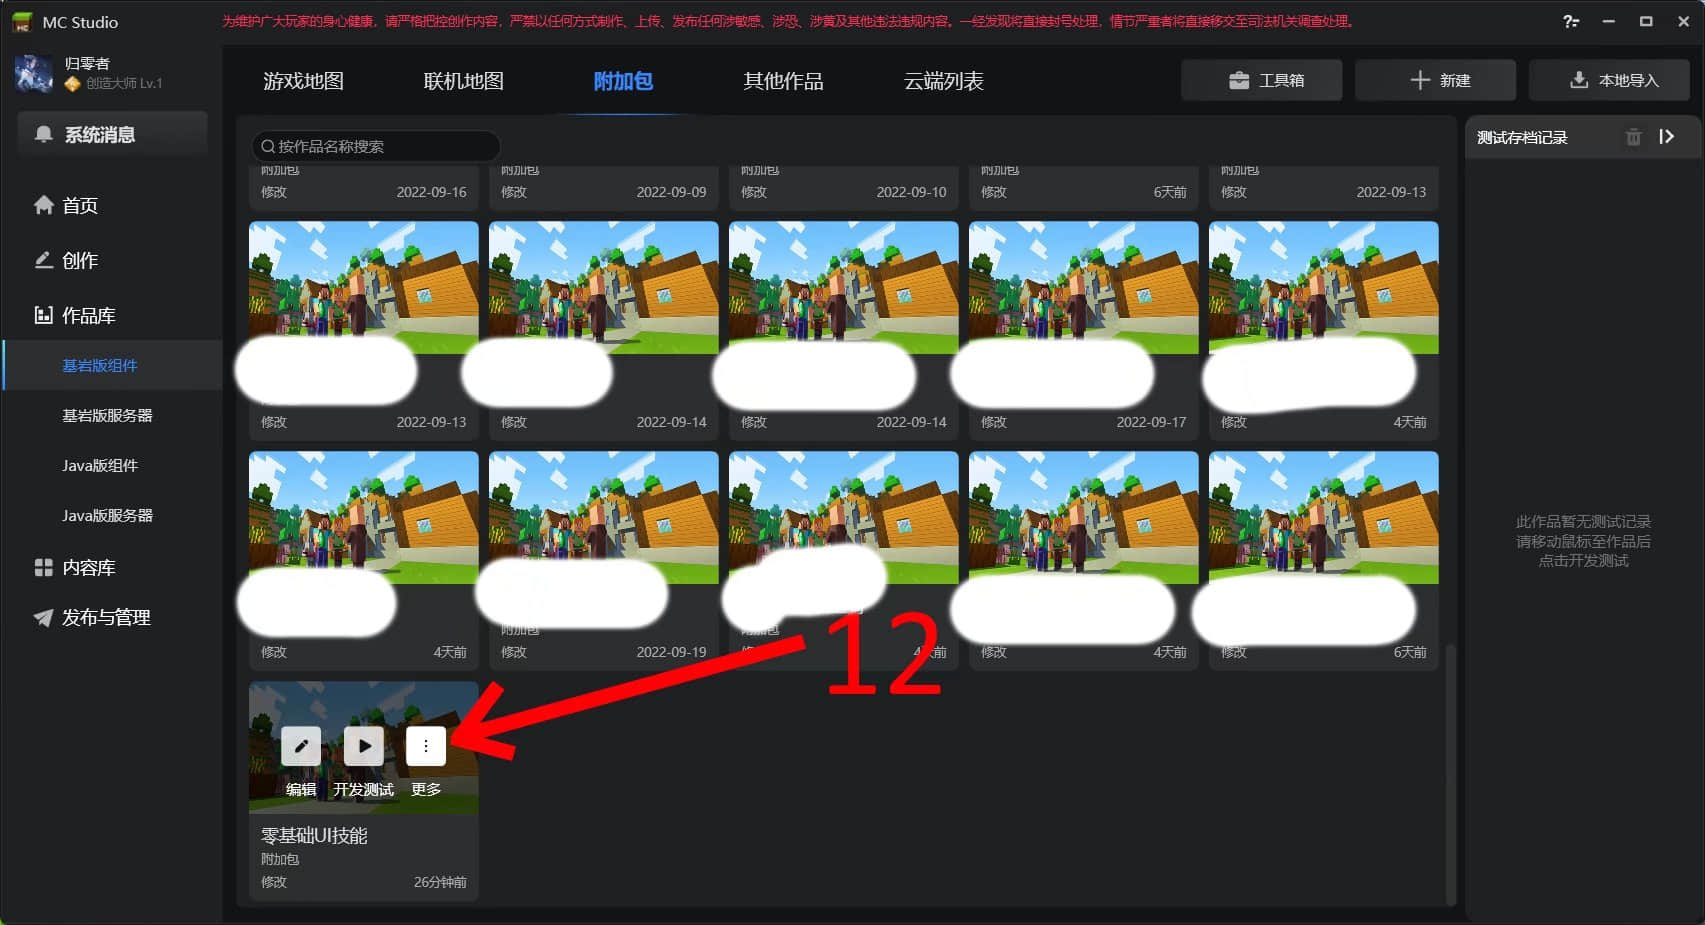 MC Studio
为维护广大玩家的身心健康，请严格把控创作内容，严禁以任何方式制作、上传、发布任何涉敏感、涉恐、涉黄及其他违法违规内容。一经发现将直接封号处理，情节严重者将直接移交至司法机关调查处理。
归零者
创造大师 Lv.1
系统消息
首页
创作
作品库
基岩版组件
基岩版服务器
Java版组件
Java版服务器
内容库
发布与管理
游戏地图 联机地图 附加包 其他作品 云端列表
工具箱 新建 本地导入
按作品名称搜索
附加包 附加包 附加包 附加包 附加包
修改 2022-09-16 修改 2022-09-09 修改 2022-09-10 修改 6天前 修改 2022-09-13
修改 2022-09-13 修改 2022-09-14 修改 2022-09-14 修改 2022-09-17 修改 4天前
附加包 附加包
修改 4天前 修改 2022-09-19 修改 4天前 修改 4天前 修改 6天前
12
编辑 开发测试 更多
零基础UI技能
附加包
修改 26分钟前
测试存档记录
此作品暂无测试记录
请移动鼠标至作品后
点击开发测试